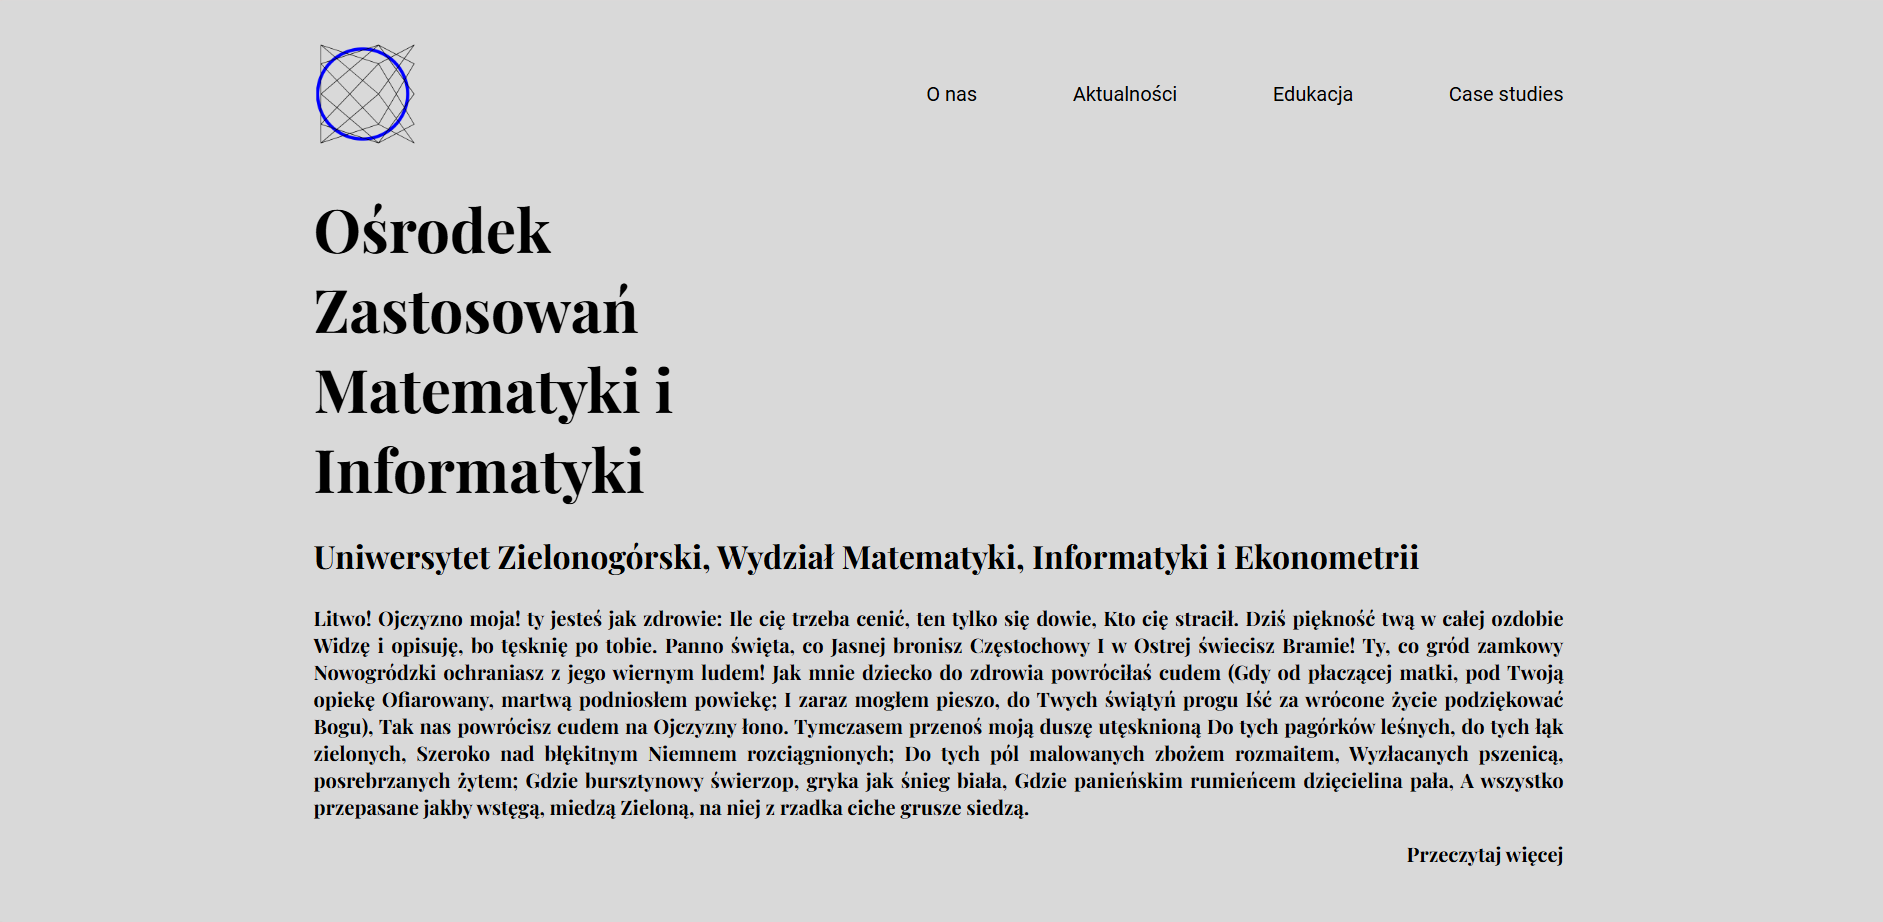 O nas
Aktualności
Edukacja
Case studies
Ośrodek
Zastosowań
Matematyki i
Informatyki
Uniwersytet Zielonogórski, Wydział Matematyki, Informatyki i Ekonometrii
Litwo! Ojczyzno moja! ty jesteś jak zdrowie: Ile cię trzeba cenić, ten tylko się dowie, Kto cię stracił. Dziś piękność twą w całej ozdobie
Widzę i opisuję, bo tęsknię po tobie. Panno święta, co Jasnej bronisz Częstochowy I w Ostrej świecisz Bramie! Ty, co gród zamkowy
Nowogródzki ochraniasz z jego wiernym ludem! Jak mnie dziecko do zdrowia powróciłaś cudem (Gdy od płaczącej matki, pod Twoją
opiekę Ofiarowany, martwą podniosłem powiekę; I zaraz mogłem pieszo, do Twych świątyń progu Iść za wrócone życie podziękować
Bogu), Tak nas powrócisz cudem na Ojczyzny łono. Tymczasem przenoś moją duszę utęsknioną Do tych pagórków leśnych, do tych łąk
zielonych, Szeroko nad błękitnym Niemnem rozciągnionych; Do tych pól malowanych zbożem rozmaitem, Wyzłacanych pszenicą,
posrebrzanych żytem; Gdzie bursztynowy świerzop, gryka jak śnieg biała, Gdzie panieńskim rumieńcem dzięcielina pała, A wszystko
przepasane jakby wstęgą, miedzą Zieloną, na niej z rzadka ciche grusze siedzą.
Przeczytaj więcej